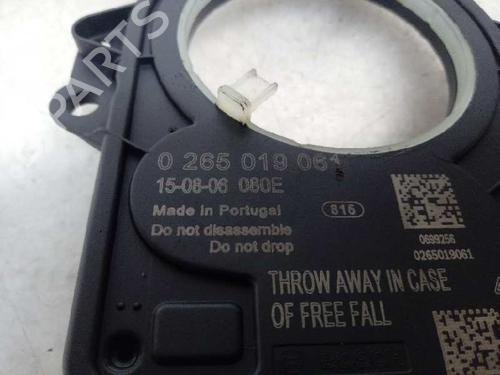 PARTS
0 265 019 061
15-08-06 080E
Made in Portugal
816
Do not disassemble
Do not drop
0699256
0265019061
THROW AWAY IN CASE
OF FREE FALL